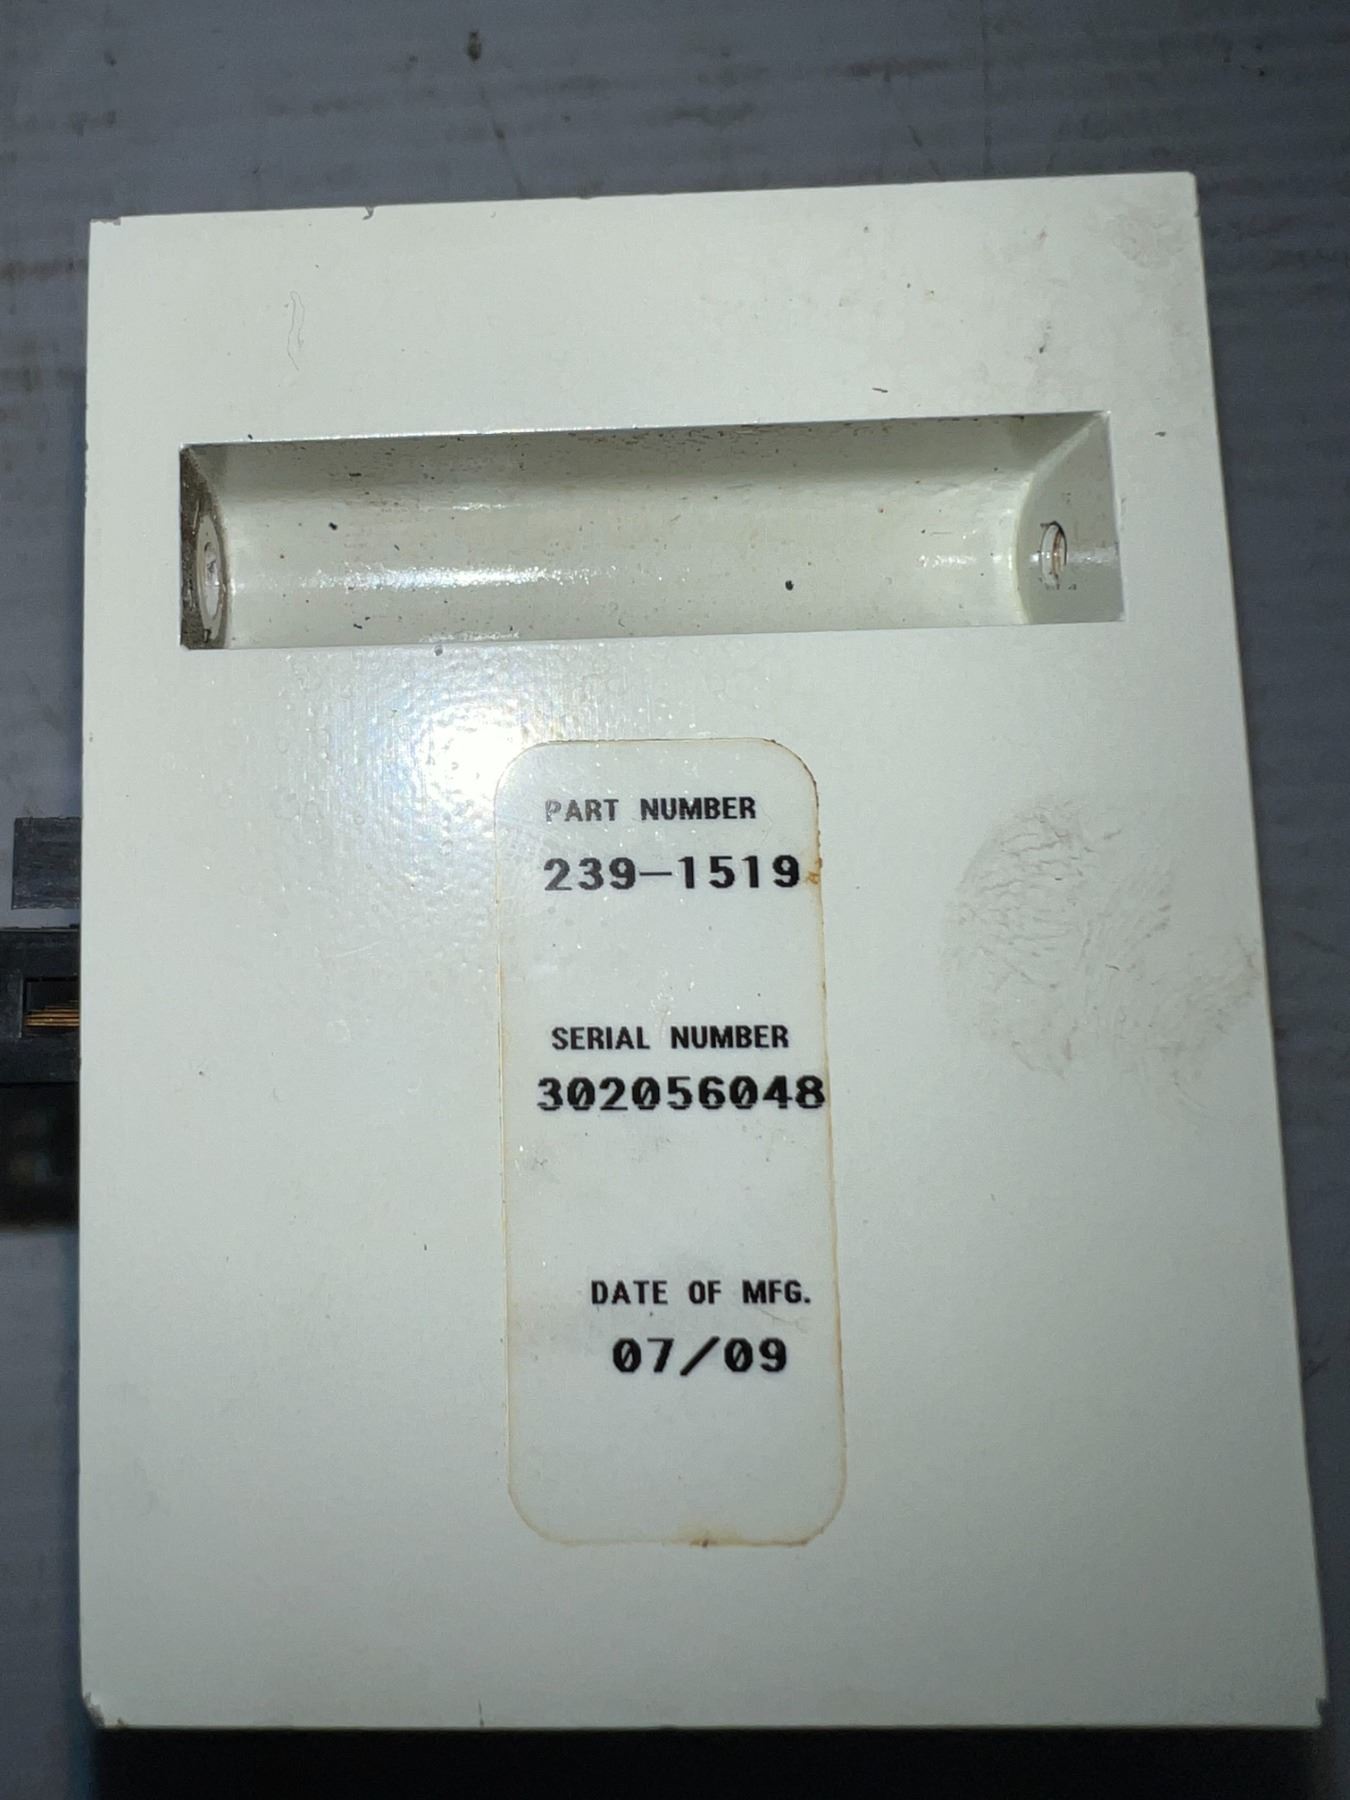 PART NUMBER
239-1519
SERIAL NUMBER
302056048
DATE OF MFG.
07/09